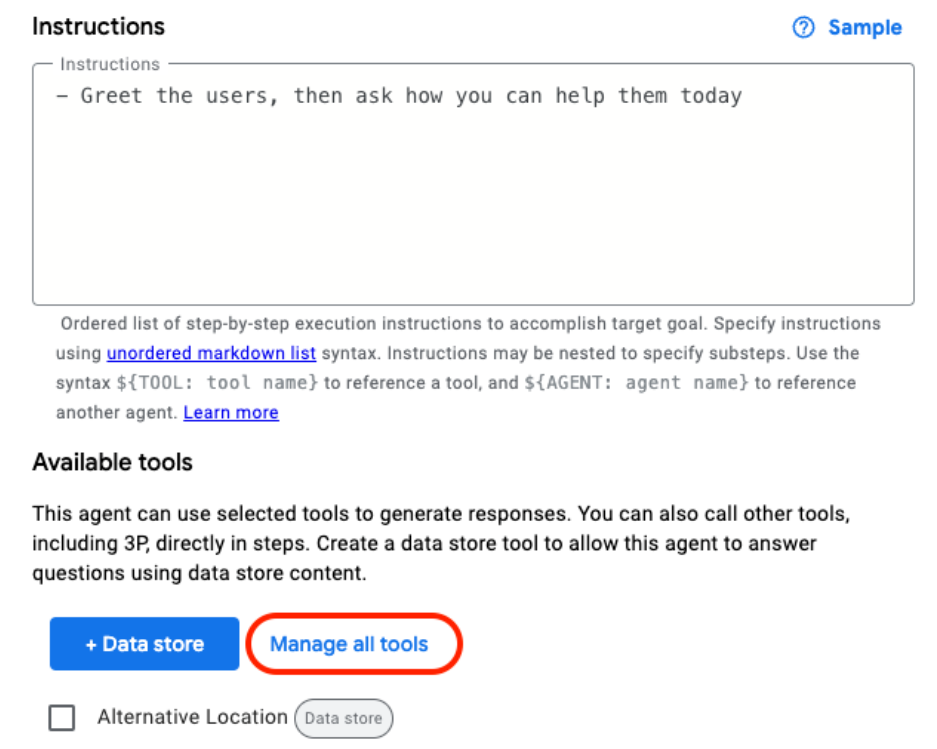 Instructions
Sample
Instructions
– Greet the users, then ask how you can help them today
Ordered list of step-by-step execution instructions to accomplish target goal. Specify instructions
using unordered markdown list syntax. Instructions may be nested to specify substeps. Use the
syntax ${TOOL: tool name} to reference a tool, and ${AGENT: agent name} to reference
another agent. Learn more
Available tools
This agent can use selected tools to generate responses. You can also call other tools,
including 3P, directly in steps. Create a data store tool to allow this agent to answer
questions using data store content.
+ Data store
Manage all tools
Alternative Location Data store